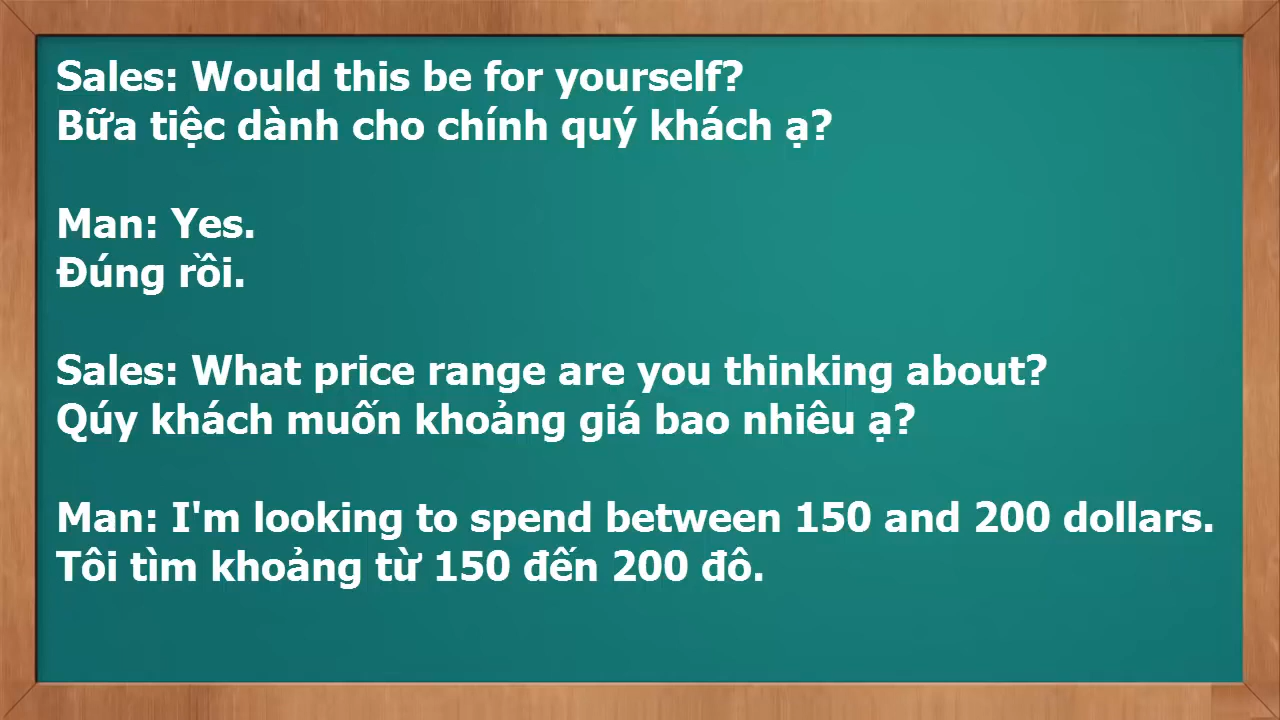 Sales: Would this be for yourself?
Bữa tiệc dành cho chính quý khách ạ?
Man: Yes.
Đúng rồi.
Sales: What price range are you thinking about?
Qúy khách muốn khoảng giá bao nhiêu ạ?
Man: I'm looking to spend between 150 and 200 dollars.
Tôi tìm khoảng từ 150 đến 200 đô.